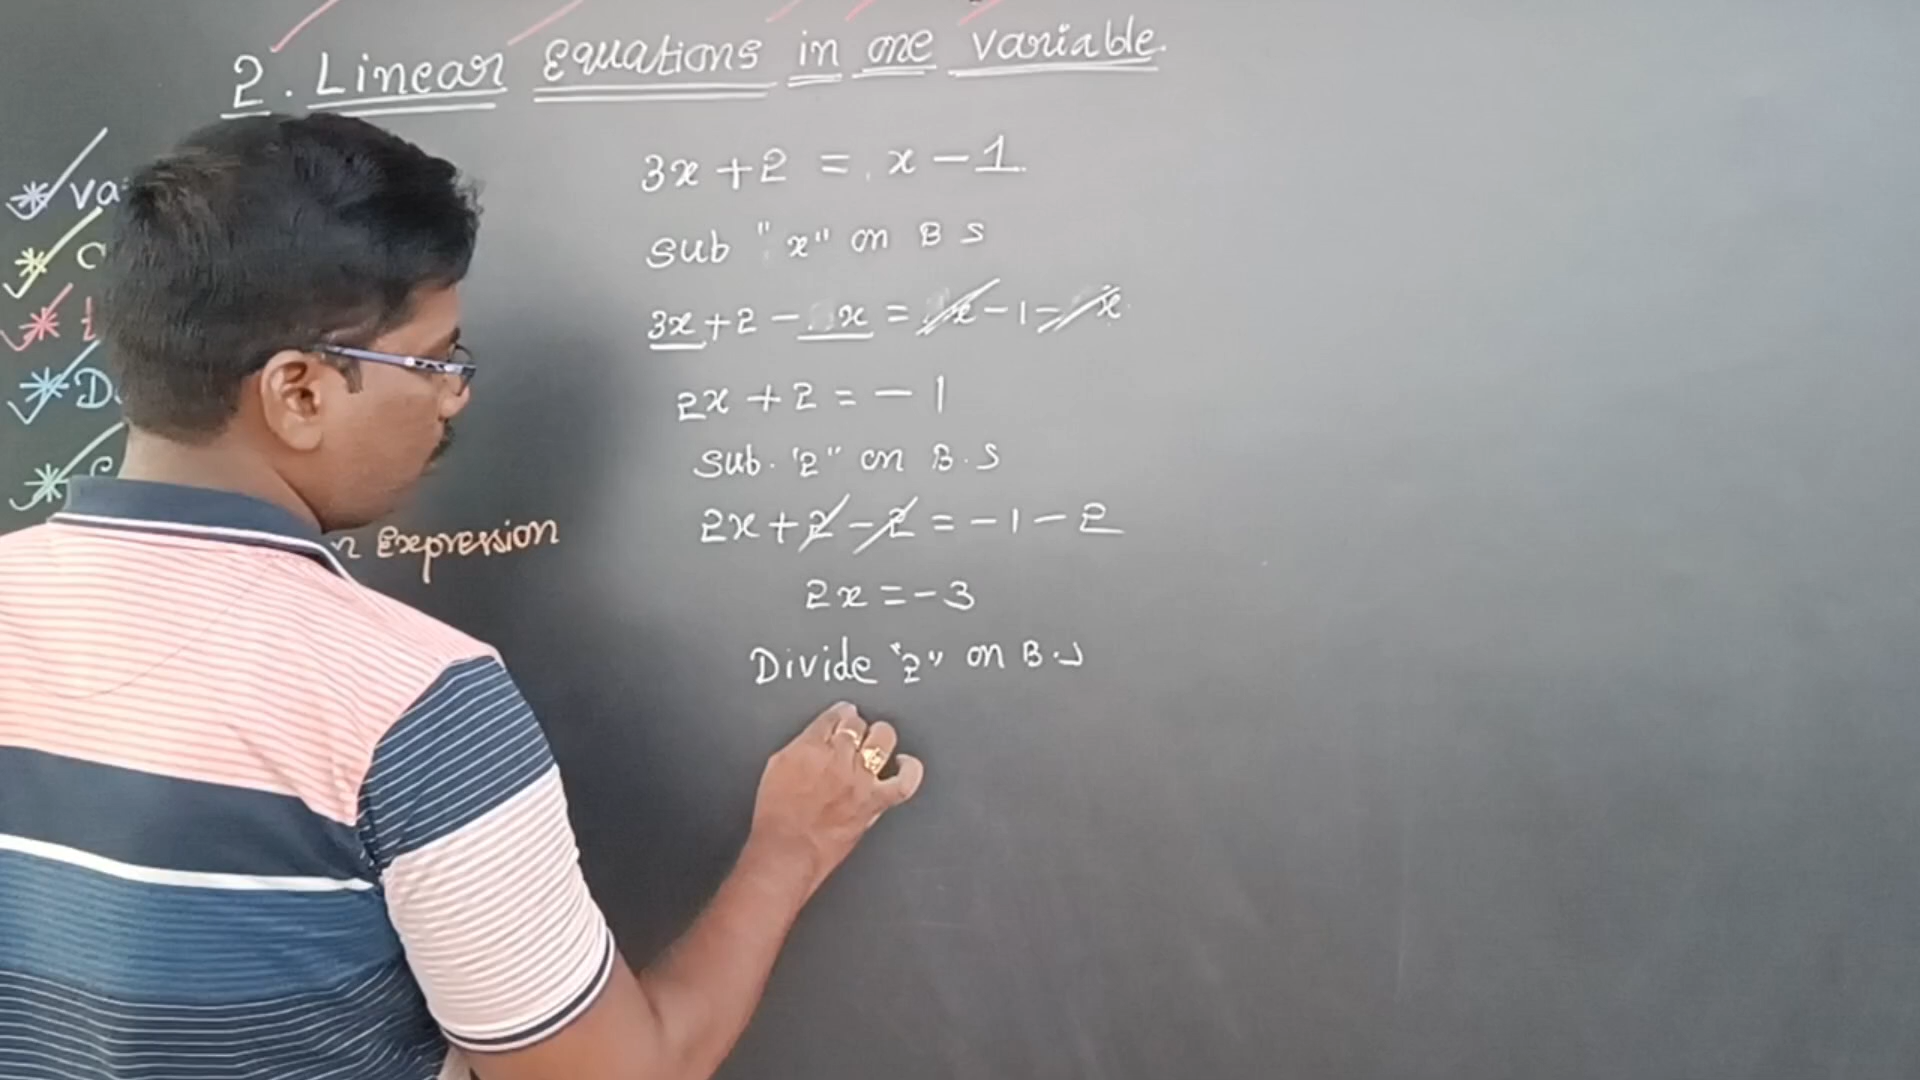 2. Linear Equations in one variable.
3x + 2 = x - 1
Sub "x" on B S
3x + 2 - x = x - 1 - x
2x + 2 = - 1
Sub. "2" on B.S
2x + 2 - 2 = - 1 - 2
2x = - 3
Divide "2" on B.S
Expression